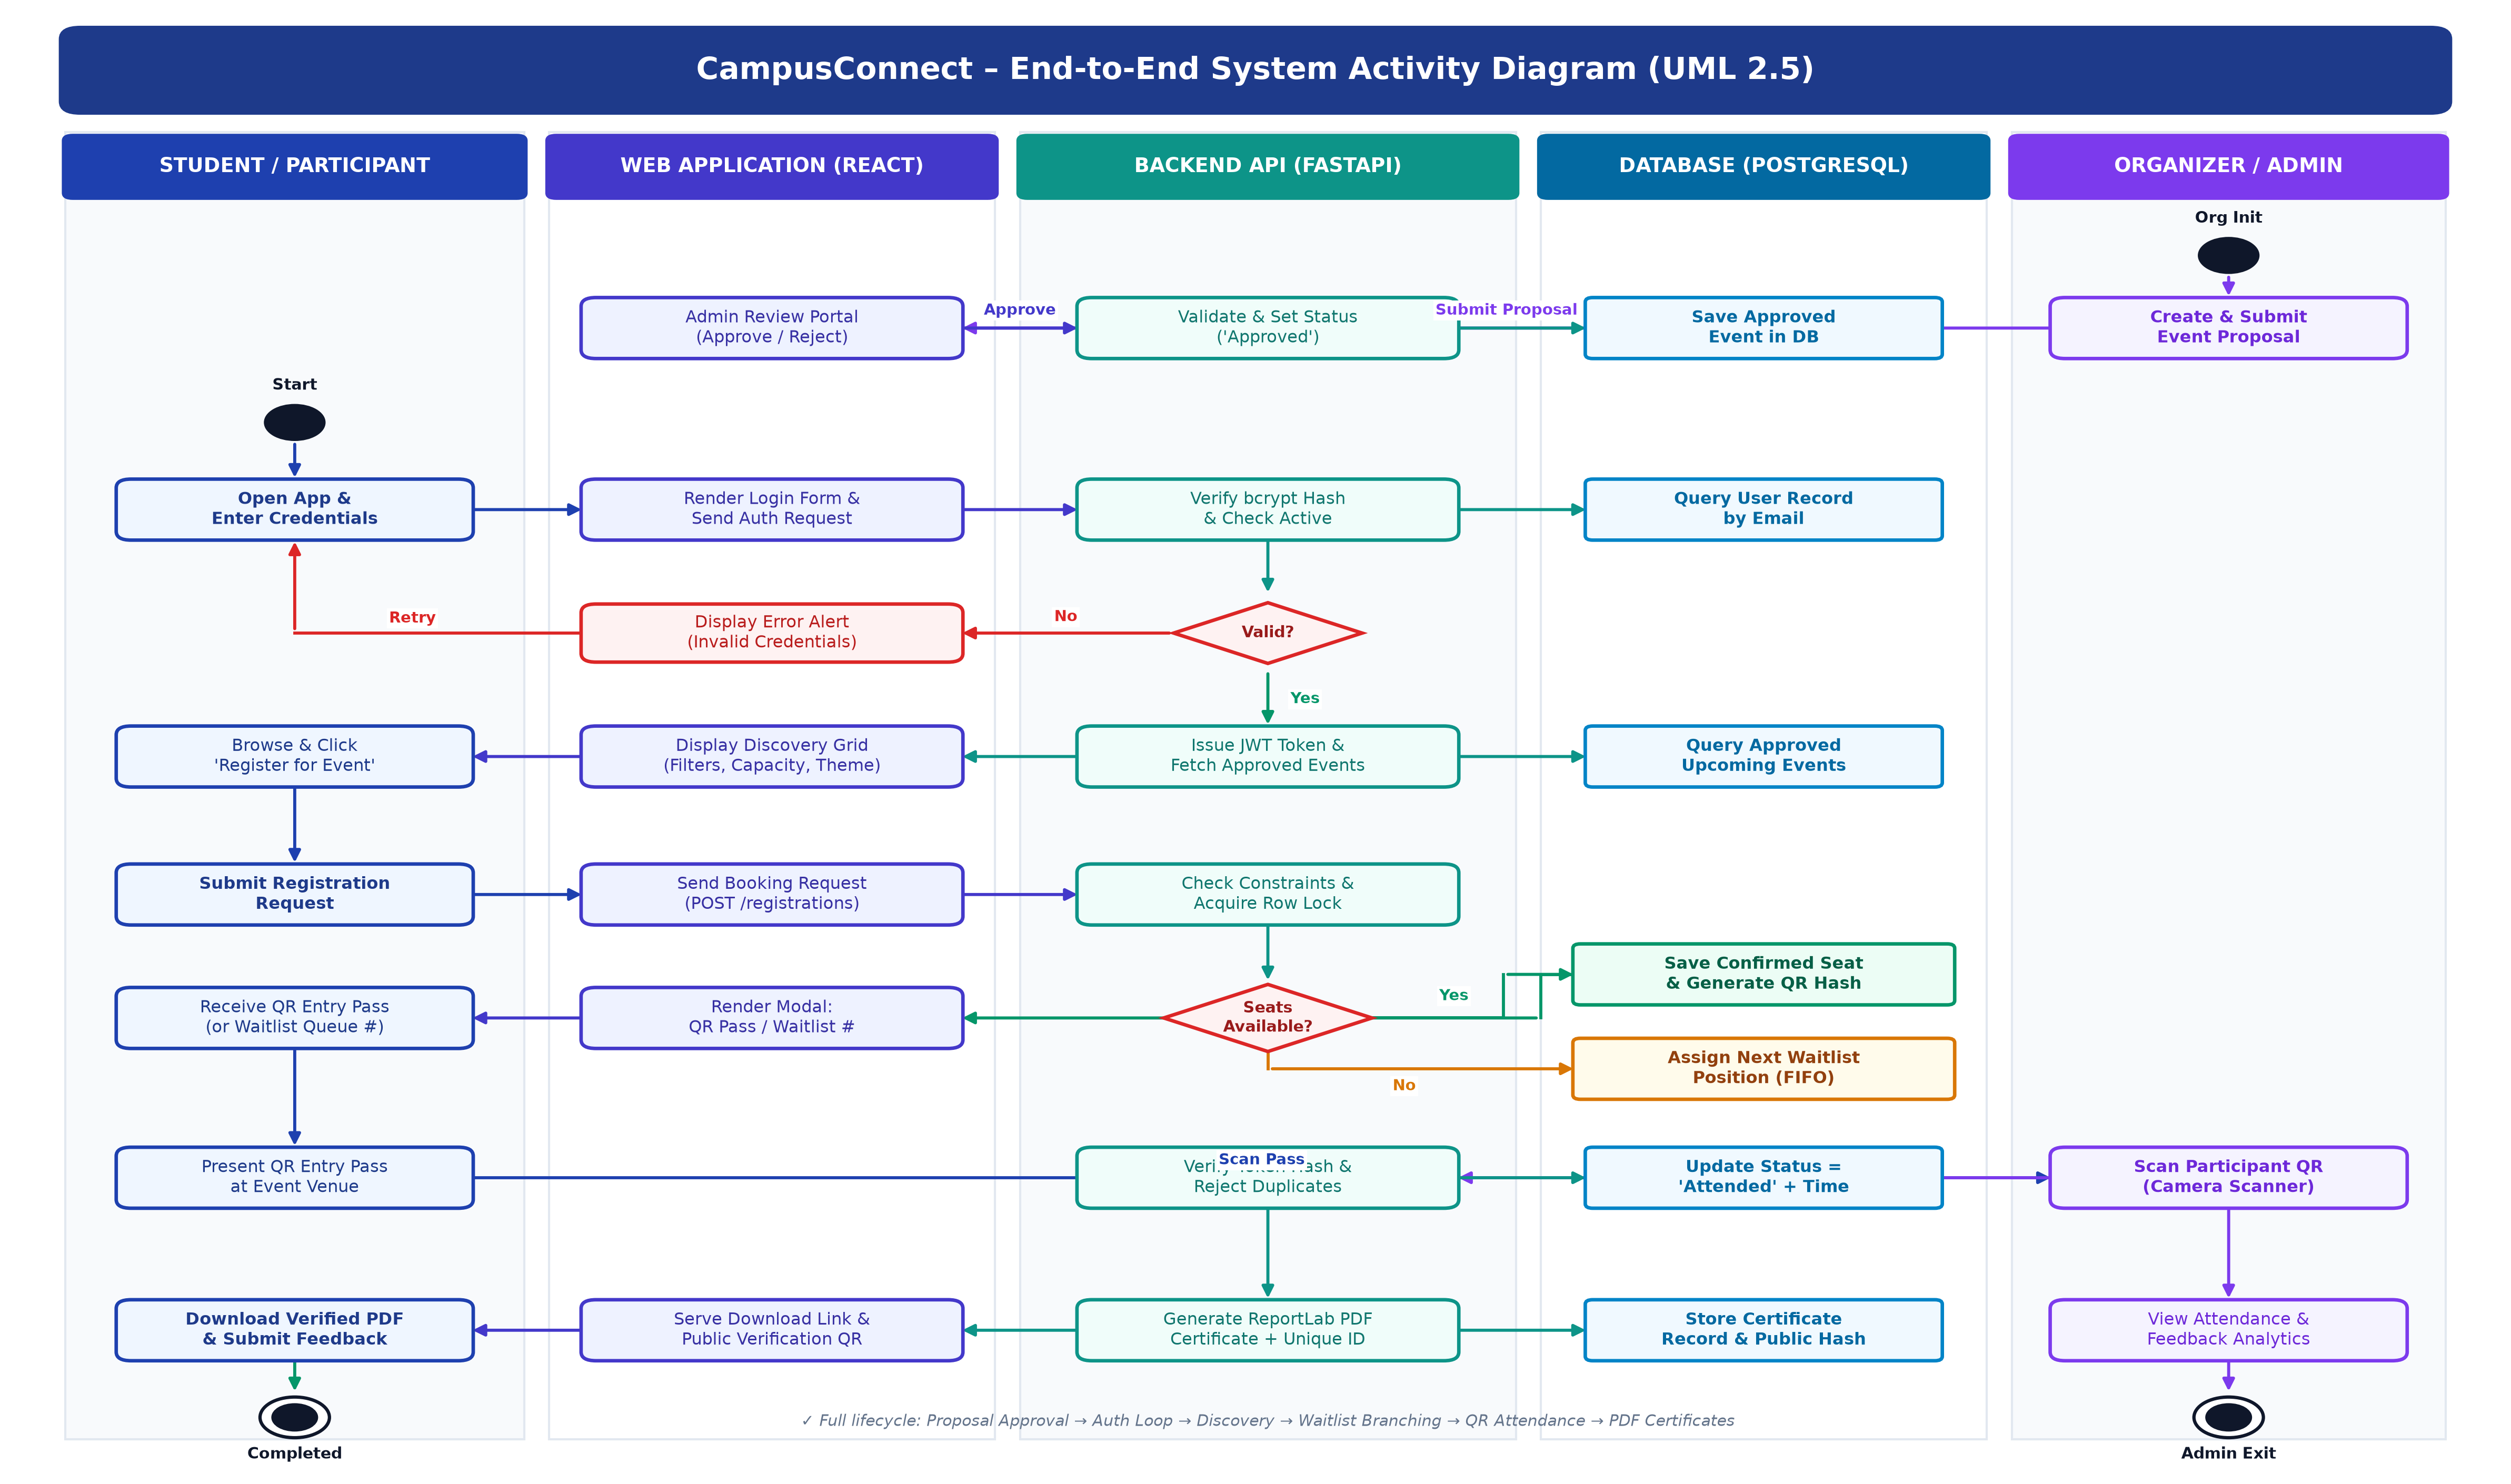 CampusConnect – End-to-End System Activity Diagram (UML 2.5)
STUDENT / PARTICIPANT
WEB APPLICATION (REACT)
BACKEND API (FASTAPI)
DATABASE (POSTGRESQL)
ORGANIZER / ADMIN
Org Init
Admin Review Portal
(Approve / Reject)
Approve
Validate & Set Status
('Approved')
Submit Proposal
Save Approved
Event in DB
Create & Submit
Event Proposal
Start
Open App &
Enter Credentials
Render Login Form &
Send Auth Request
Verify bcrypt Hash
& Check Active
Query User Record
by Email
Retry
Display Error Alert
(Invalid Credentials)
No
Valid?
Yes
Browse & Click
'Register for Event'
Display Discovery Grid
(Filters, Capacity, Theme)
Issue JWT Token &
Fetch Approved Events
Query Approved
Upcoming Events
Submit Registration
Request
Send Booking Request
(POST /registrations)
Check Constraints &
Acquire Row Lock
Receive QR Entry Pass
(or Waitlist Queue #)
Render Modal:
QR Pass / Waitlist #
Seats
Available?
Yes
Save Confirmed Seat
& Generate QR Hash
No
Assign Next Waitlist
Position (FIFO)
Present QR Entry Pass
at Event Venue
Scan Pass
Verify &
Reject Duplicates
Update Status =
'Attended' + Time
Scan Participant QR
(Camera Scanner)
Download Verified PDF
& Submit Feedback
Serve Download Link &
Public Verification QR
Generate ReportLab PDF
Certificate + Unique ID
Store Certificate
Record & Public Hash
View Attendance &
Feedback Analytics
✓ Full lifecycle: Proposal Approval → Auth Loop → Discovery → Waitlist Branching → QR Attendance → PDF Certificates
Completed
Admin Exit